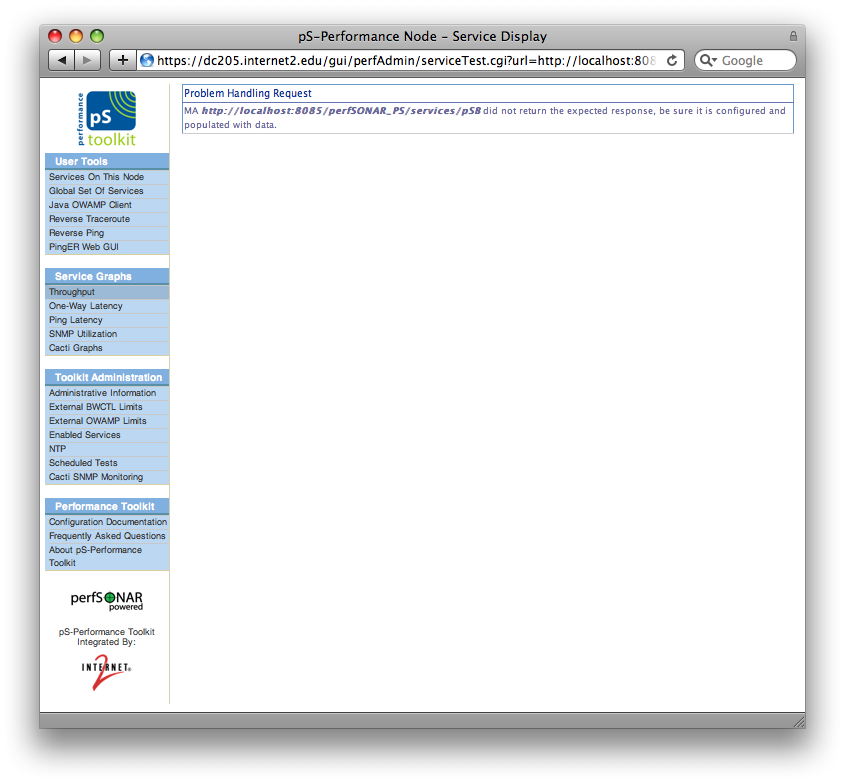 pS-Performance Node – Service Display
https://dc205.internet2.edu/gui/perfAdmin/serviceTest.cgi?url=http://localhost:808
Google
performance
pS
toolkit
User Tools
Services On This Node
Global Set Of Services
Java OWAMP Client
Reverse Traceroute
Reverse Ping
PingER Web GUI
Service Graphs
Throughput
One-Way Latency
Ping Latency
SNMP Utilization
Cacti Graphs
Toolkit Administration
Administrative Information
External BWCTL Limits
External OWAMP Limits
Enabled Services
NTP
Scheduled Tests
Cacti SNMP Monitoring
Performance Toolkit
Configuration Documentation
Frequently Asked Questions
About pS-Performance
Toolkit
perfSONAR
powered
pS-Performance Toolkit
Integrated By:
INTERNET®
2
Problem Handling Request
MA http://localhost:8085/perfSONAR_PS/services/pSB did not return the expected response, be sure it is configured and
populated with data.